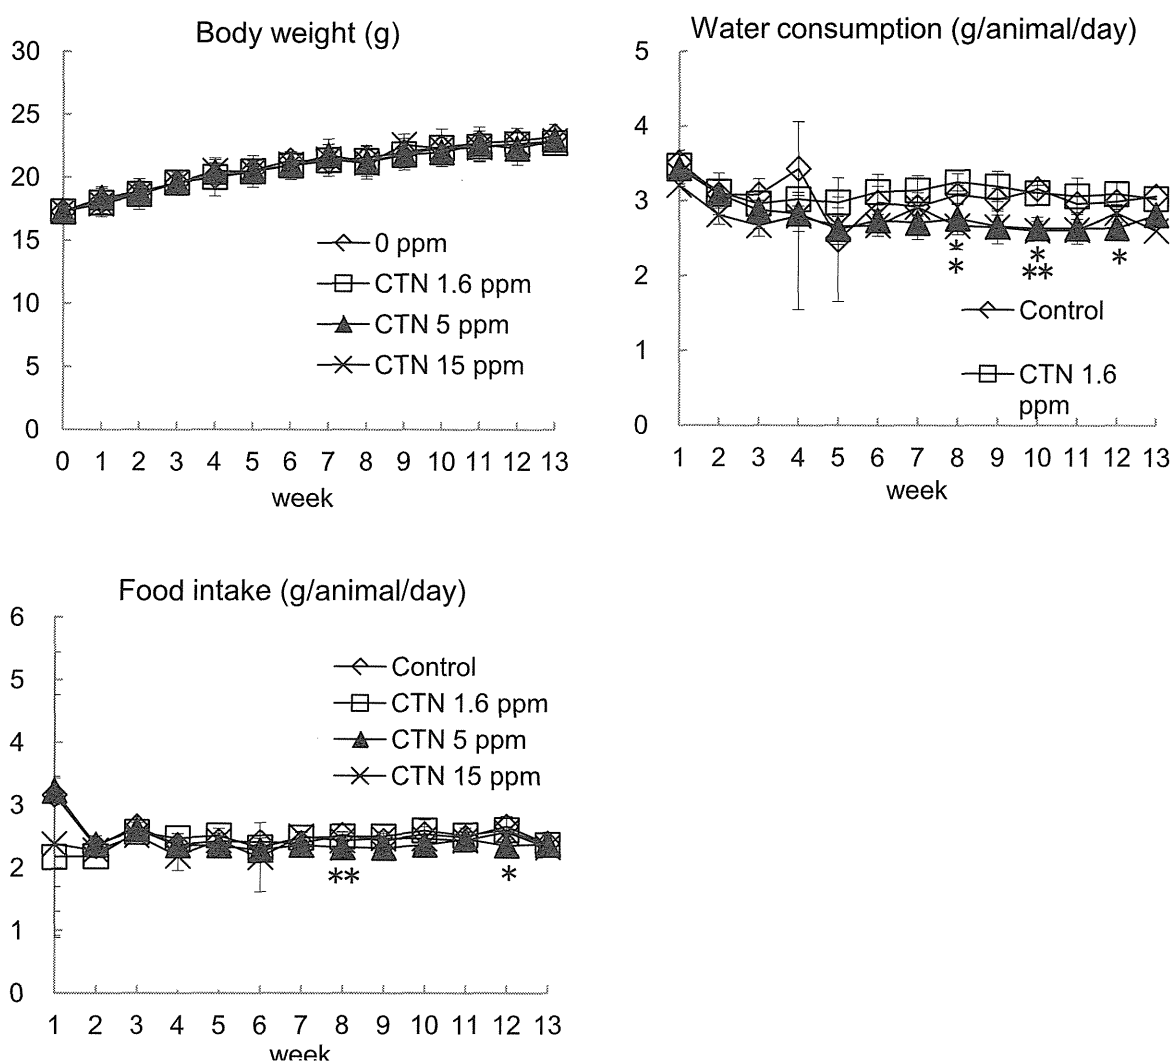 Body weight (g)
30
25
20
15
10
5
0
0 ppm
CTN 1.6 ppm
CTN 5 ppm
CTN 15 ppm
0 1 2 3 4 5 6 7 8 9 10 11 12 13
week
Water consumption (g/animal/day)
5
4
3
2
1
0
*
*
*
**
*
Control
CTN 1.6
ppm
1 2 3 4 5 6 7 8 9 10 11 12 13
week
Food intake (g/animal/day)
6
5
4
3
2
1
0
Control
CTN 1.6 ppm
CTN 5 ppm
CTN 15 ppm
**
*
1 2 3 4 5 6 7 8 9 10 11 12 13
week